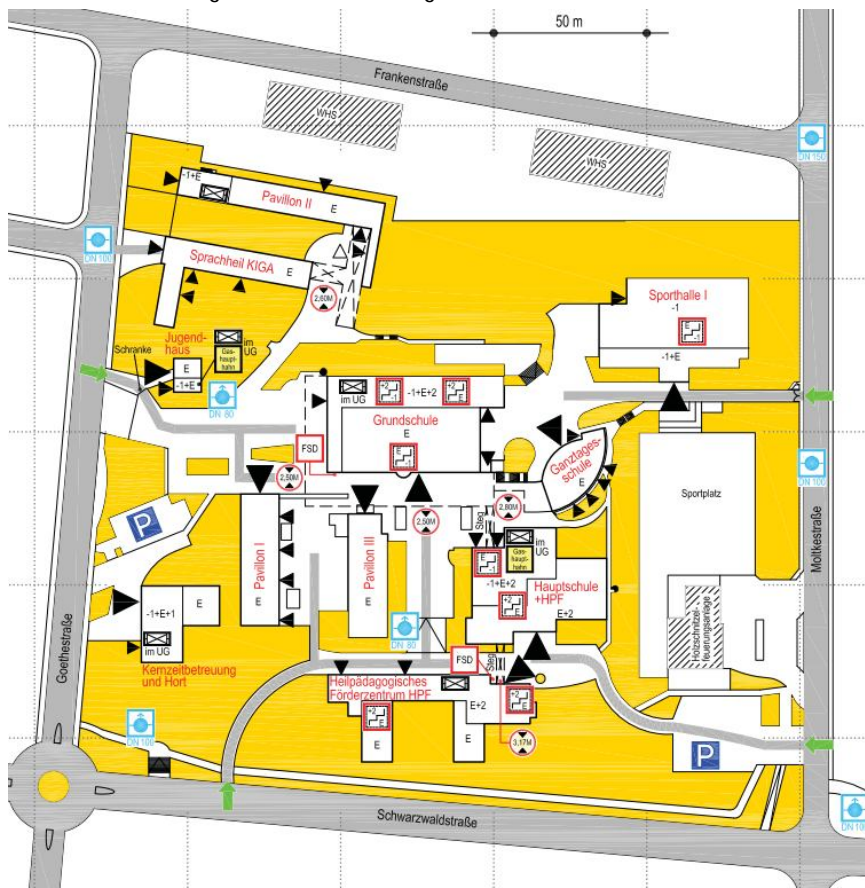 50 m
Frankenstraße
WHS
WHS
DN 150
-1+E
Pavillon II
E
DN 100
Sprachheil KIGA
E
2,60M
Sporthalle I
-1
E
-1
-1+E
Jugend-
haus
im
UG
Gas-
haupt-
hahn
Schranke
E
-1+E
DN 80
im UG
+2
-1
-1+E+2
+2
-1
Grundschule
E
E
-1
FSD
Ganztages-
schule
E
DN 100
Sportplatz
Moltkestraße
2,50M
2,80M
2,50M
P
Steg
Pavillon I
E
Pavillon III
E
im
UG
Gas-
haupt-
hahn
E
-1
-1+E+2
Hauptschule
+HPF
+2
E
E+2
Holzschnitzel-
feuerungsanlage
-1+E+1
E
im UG
DN 80
Kernzeitbetreuung
und Hort
Goethestraße
FSD
Steg
Heilpädagogisches
Förderzentrum HPF
+2
E
E+2
+2
E
E
E
3,17M
P
DN 100
Schwarzwaldstraße
DN 100